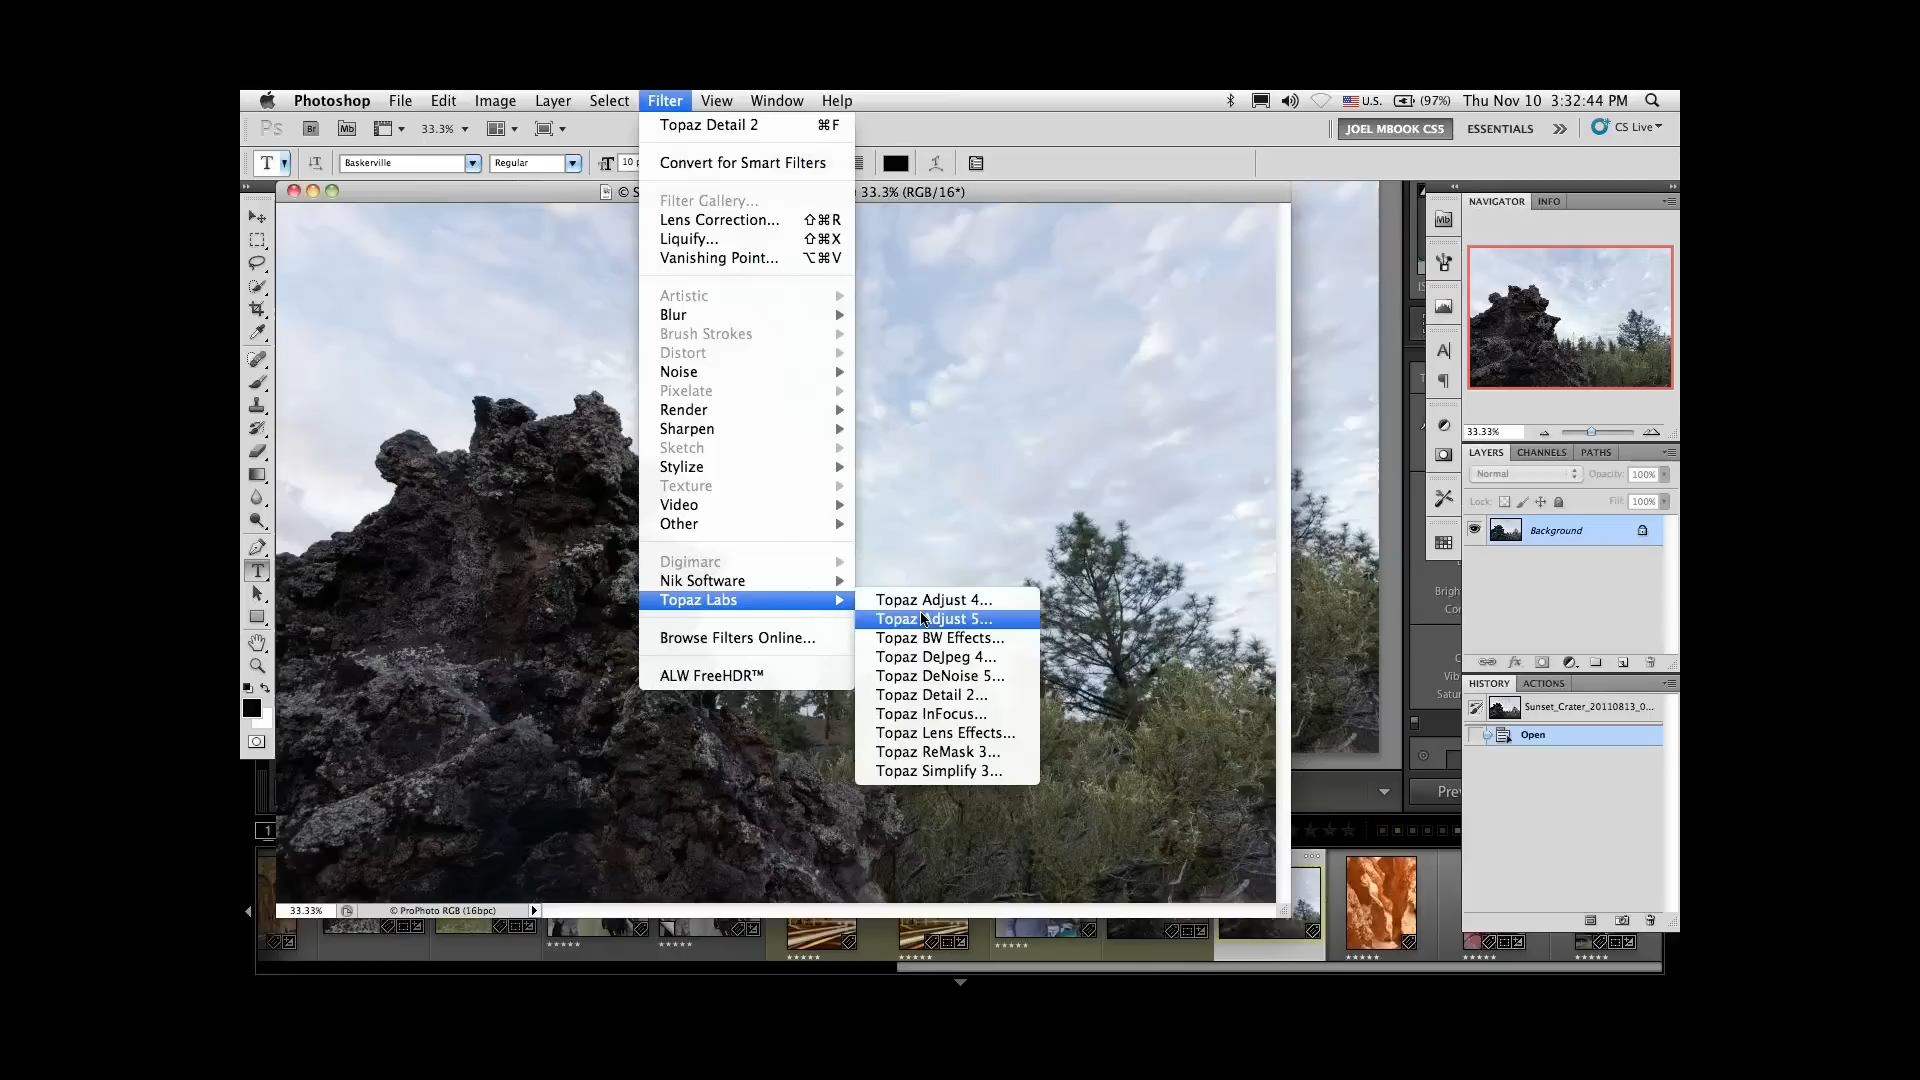 Photoshop File Edit Image Layer Select Filter View Window Help
U.S. (97%) Thu Nov 10 3:32:44 PM
Ps Br Mb 33.3%
JOEL MBOOK CS5 ESSENTIALS CS Live
T Baskerville Regular 10
33.3% (RGB/16*)
Topaz Detail 2 ⌘F
Convert for Smart Filters
Filter Gallery...
Lens Correction... ⇧⌘R
Liquify... ⇧⌘X
Vanishing Point... ⌥⌘V
Artistic
Blur
Brush Strokes
Distort
Noise
Pixelate
Render
Sharpen
Sketch
Stylize
Texture
Video
Other
Digimarc
Nik Software
Topaz Labs
Browse Filters Online...
ALW FreeHDR™
Topaz Adjust 4...
Topaz Adjust 5...
Topaz BW Effects...
Topaz DeJpeg 4...
Topaz DeNoise 5...
Topaz Detail 2...
Topaz InFocus...
Topaz Lens Effects...
Topaz ReMask 3...
Topaz Simplify 3...
NAVIGATOR INFO
Mb
33.33%
LAYERS CHANNELS PATHS
Normal Opacity: 100%
Lock: Fill: 100%
Background
HISTORY ACTIONS
Sunset_Crater_20110813_0...
Open
33.33% © ProPhoto RGB (16bpc)
1